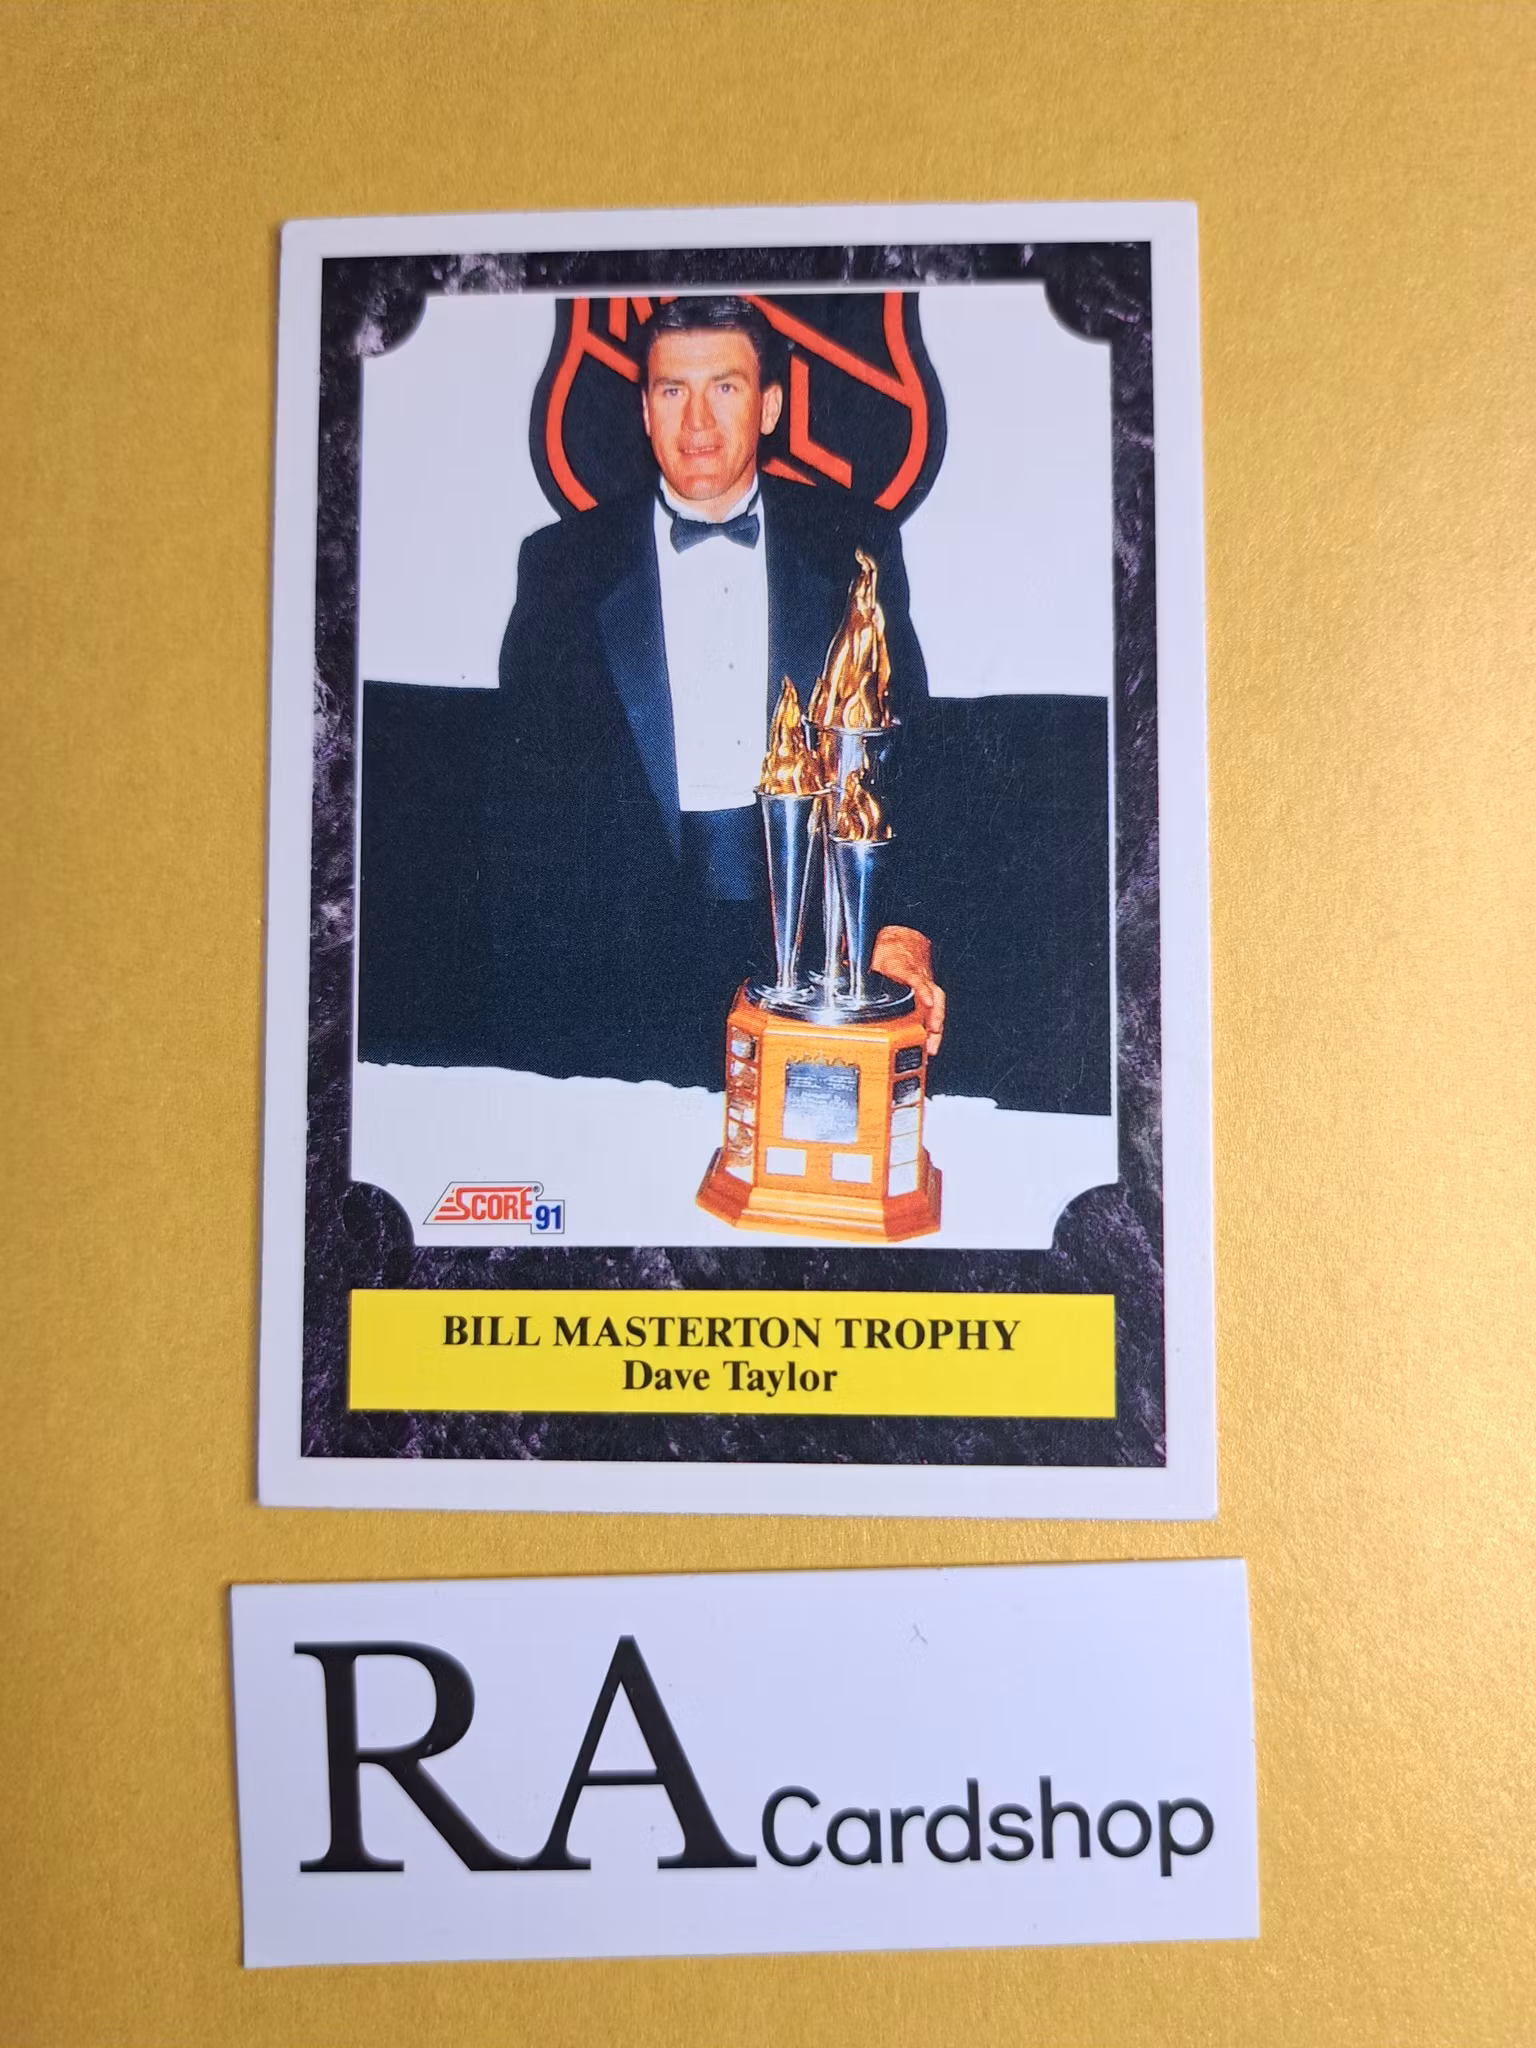 SCORE® 91
BILL MASTERTON TROPHY
Dave Taylor
RA Cardshop